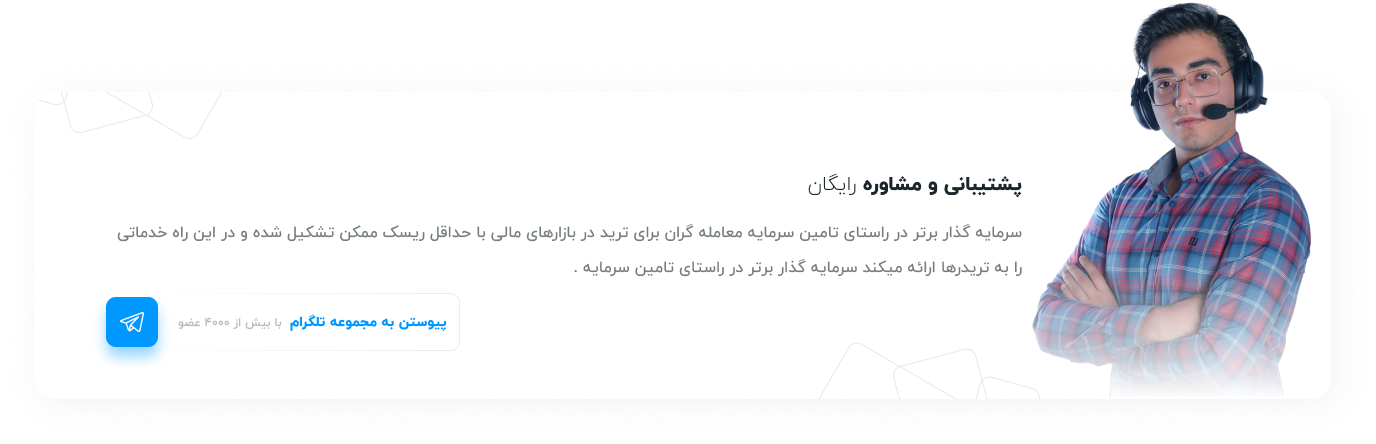 پشتیبانی و مشاوره رایگان
سرمایه گذار برتر در راستای تامین سرمایه معامله گران برای ترید در بازارهای مالی با حداقل ریسک ممکن تشکیل شده و در این راه خدماتی
را به تریدرها ارائه میکند سرمایه گذار برتر در راستای تامین سرمایه .
پیوستن به مجموعه تلگرام با بیش از ۴۰۰۰ عضو